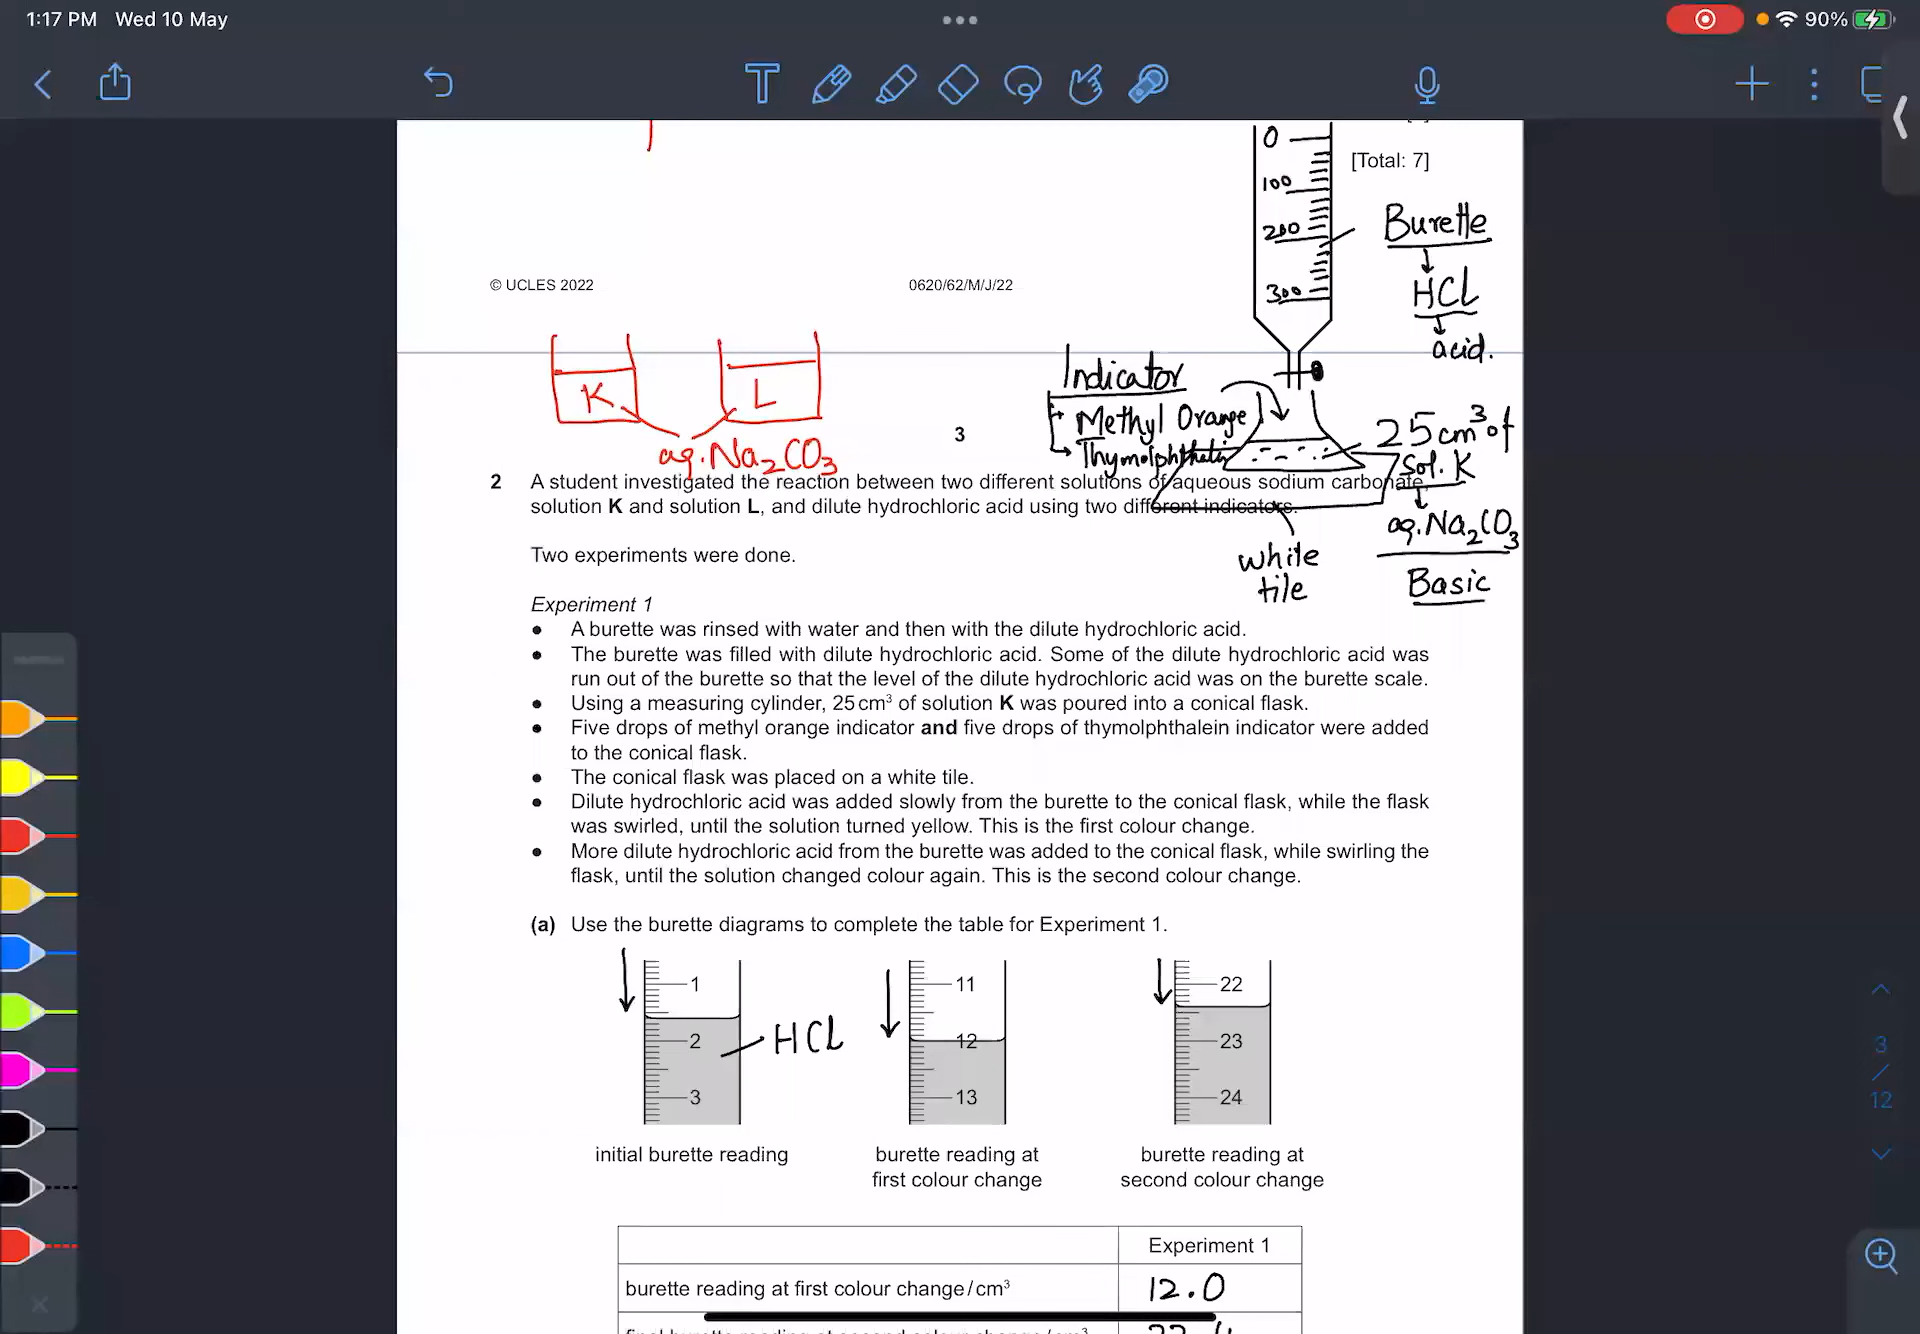 1:17 PM Wed 10 May
90%
0
[Total: 7]
100
200
300
Burette
HCl
acid.
© UCLES 2022
0620/62/M/J/22
K
L
aq. Na2CO3
Indicator
Methyl Orange
Thymolphthalein
25cm³ of
Sol. K
aq. Na2CO3
Basic
white
tile
3
2 A student investigated the reaction between two different solutions of aqueous sodium carbonate,
solution K and solution L, and dilute hydrochloric acid using two different indicators.
Two experiments were done.
Experiment 1
• A burette was rinsed with water and then with the dilute hydrochloric acid.
• The burette was filled with dilute hydrochloric acid. Some of the dilute hydrochloric acid was
run out of the burette so that the level of the dilute hydrochloric acid was on the burette scale.
• Using a measuring cylinder, 25 cm³ of solution K was poured into a conical flask.
• Five drops of methyl orange indicator and five drops of thymolphthalein indicator were added
to the conical flask.
• The conical flask was placed on a white tile.
• Dilute hydrochloric acid was added slowly from the burette to the conical flask, while the flask
was swirled, until the solution turned yellow. This is the first colour change.
• More dilute hydrochloric acid from the burette was added to the conical flask, while swirling the
flask, until the solution changed colour again. This is the second colour change.
(a) Use the burette diagrams to complete the table for Experiment 1.
1
2
3
HCl
11
12
13
22
23
24
initial burette reading
burette reading at
first colour change
burette reading at
second colour change
Experiment 1
burette reading at first colour change / cm³
12.0
3
/
12